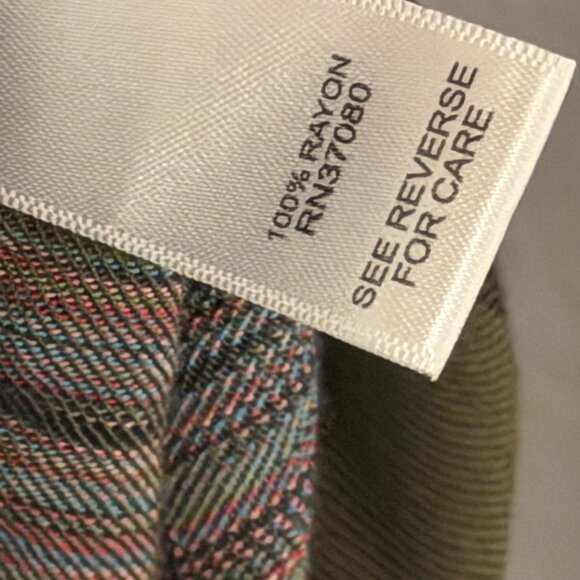 100% RAYON
RN37080
SEE REVERSE
FOR CARE